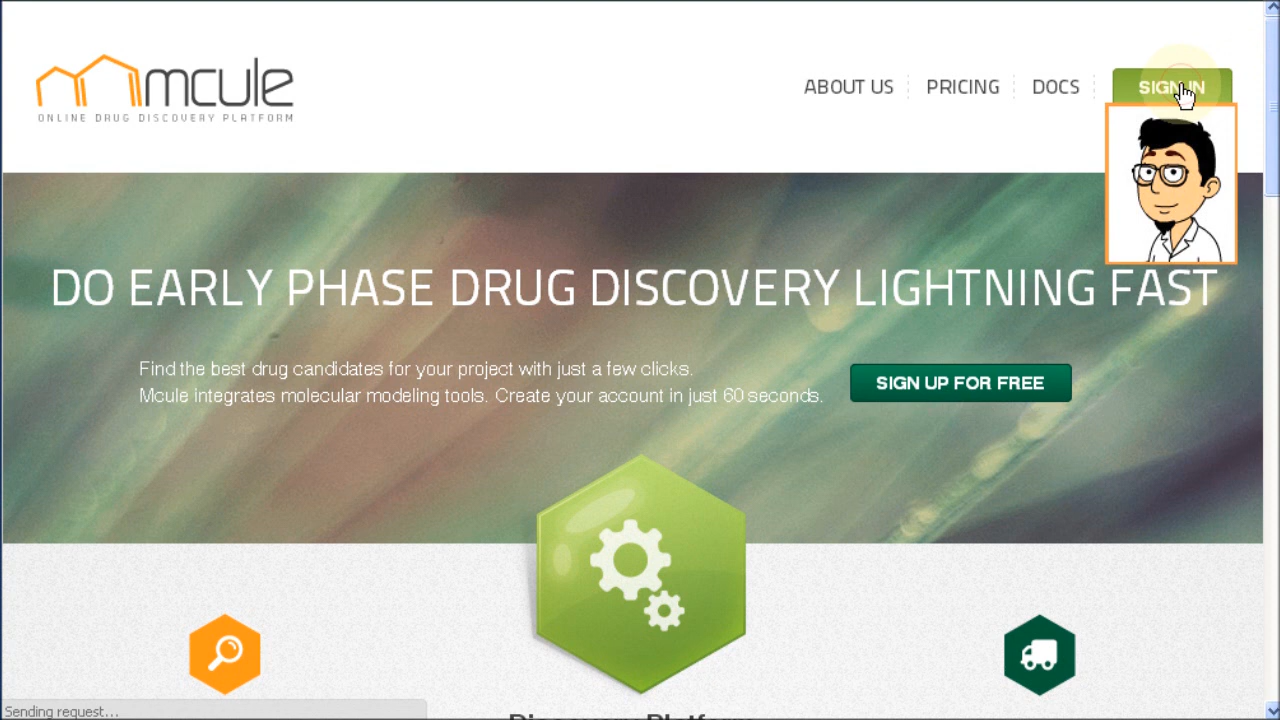 mcule
ONLINE DRUG DISCOVERY PLATFORM
ABOUT US
PRICING
DOCS
SIGN IN
DO EARLY PHASE DRUG DISCOVERY LIGHTNING FAST
Find the best drug candidates for your project with just a few clicks.
Mcule integrates molecular modeling tools. Create your account in just 60 seconds.
SIGN UP FOR FREE
Discovery Platform
Sending request...